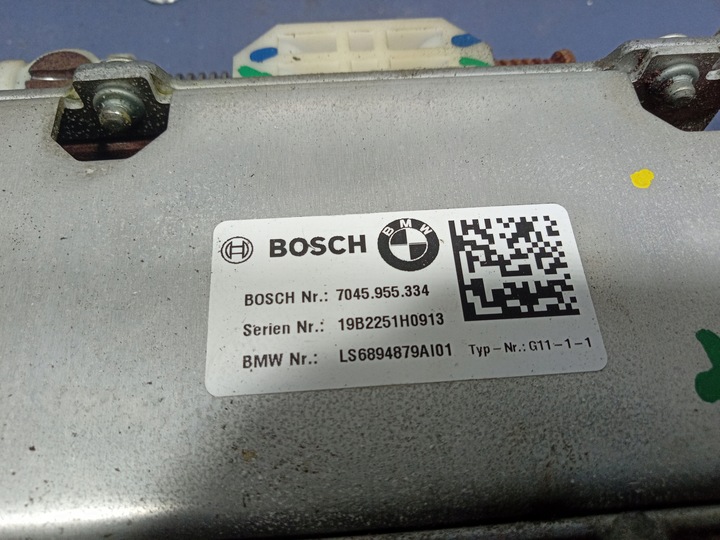 BOSCH
BMW
BOSCH Nr.: 7045.955.334
Serien Nr.: 19B2251H0913
BMW Nr.: LS6894879AI01 Typ-Nr.: G11-1-1